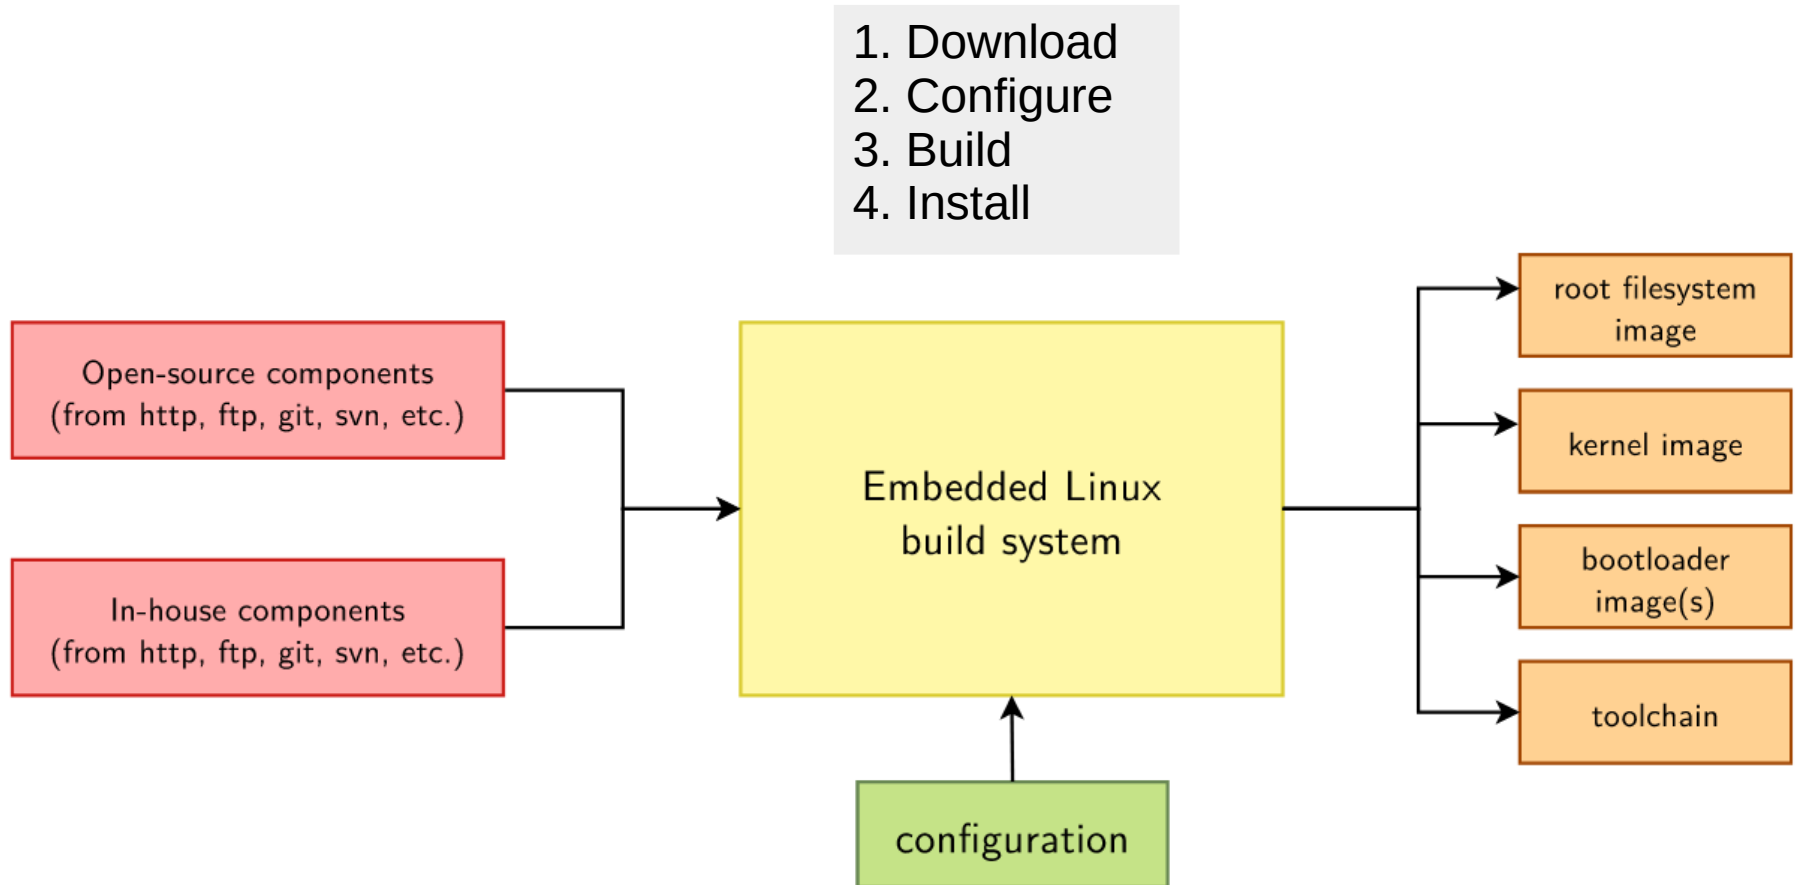 1. Download
2. Configure
3. Build
4. Install
Open-source components
(from http, ftp, git, svn, etc.)
In-house components
(from http, ftp, git, svn, etc.)
Embedded Linux
build system
configuration
root filesystem
image
kernel image
bootloader
image(s)
toolchain